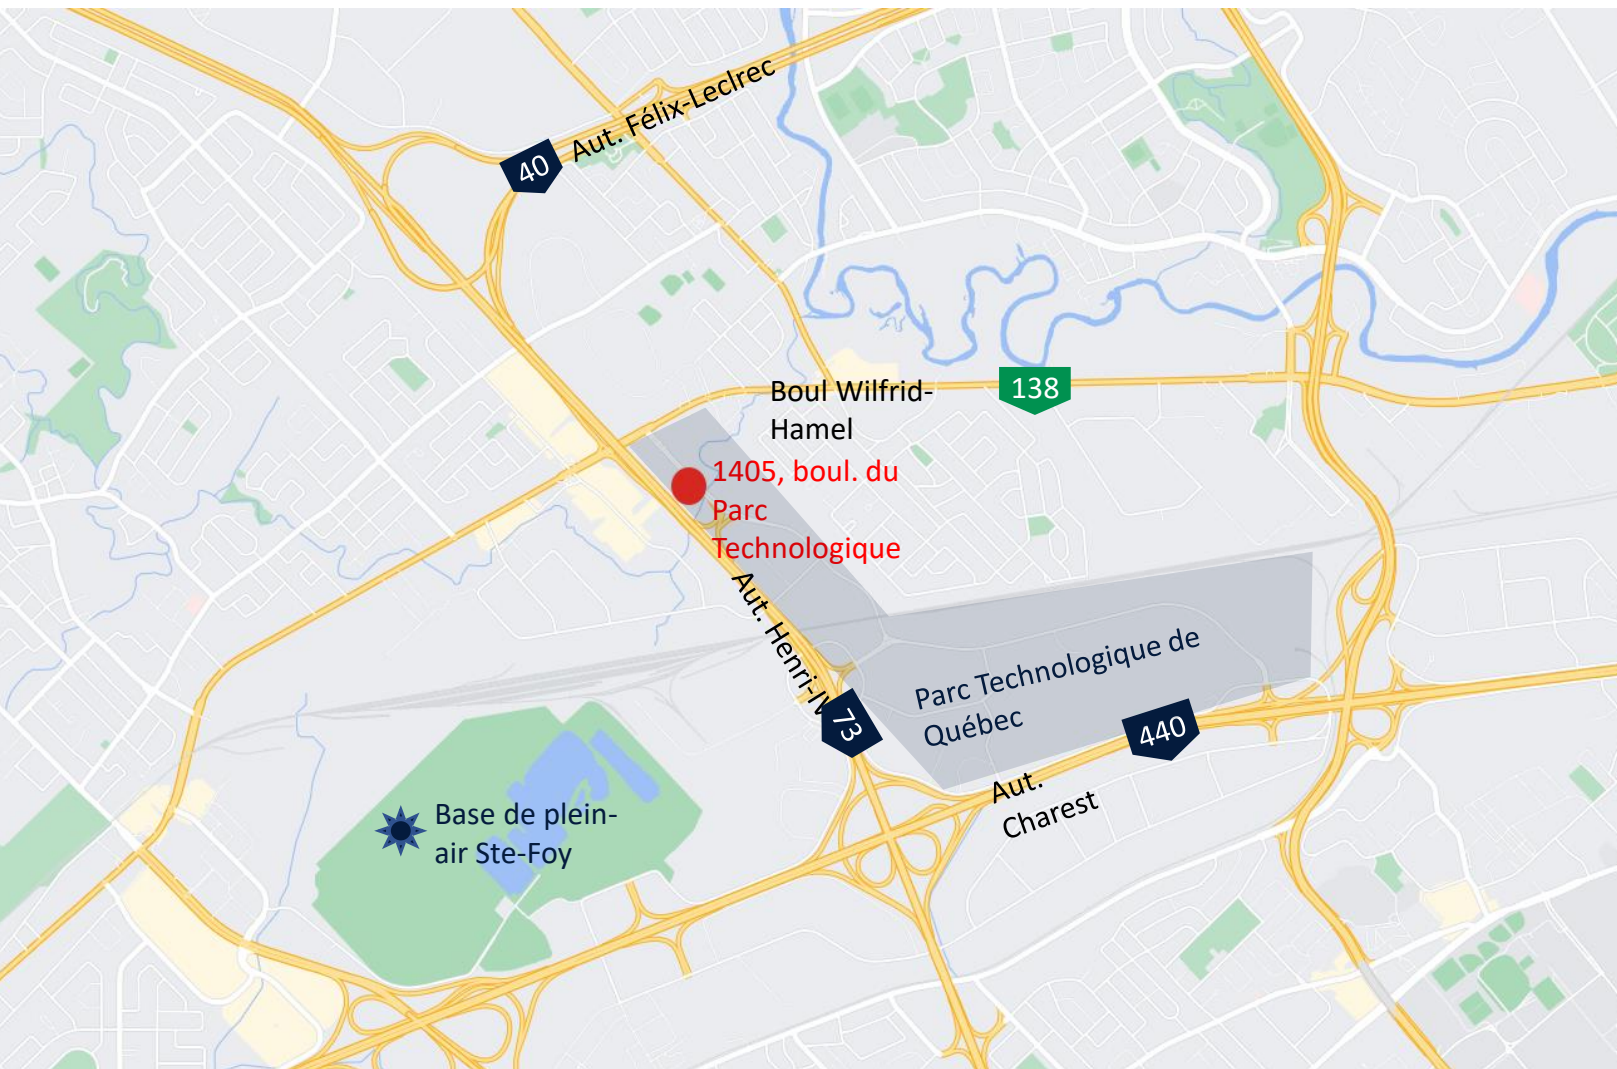 Aut. Félix-Leclrec
40
Boul Wilfrid-
Hamel
138
1405, boul. du
Parc
Technologique
Aut. Henri-IV
73
Parc Technologique de
Québec
440
Aut.
Charest
Base de plein-
air Ste-Foy